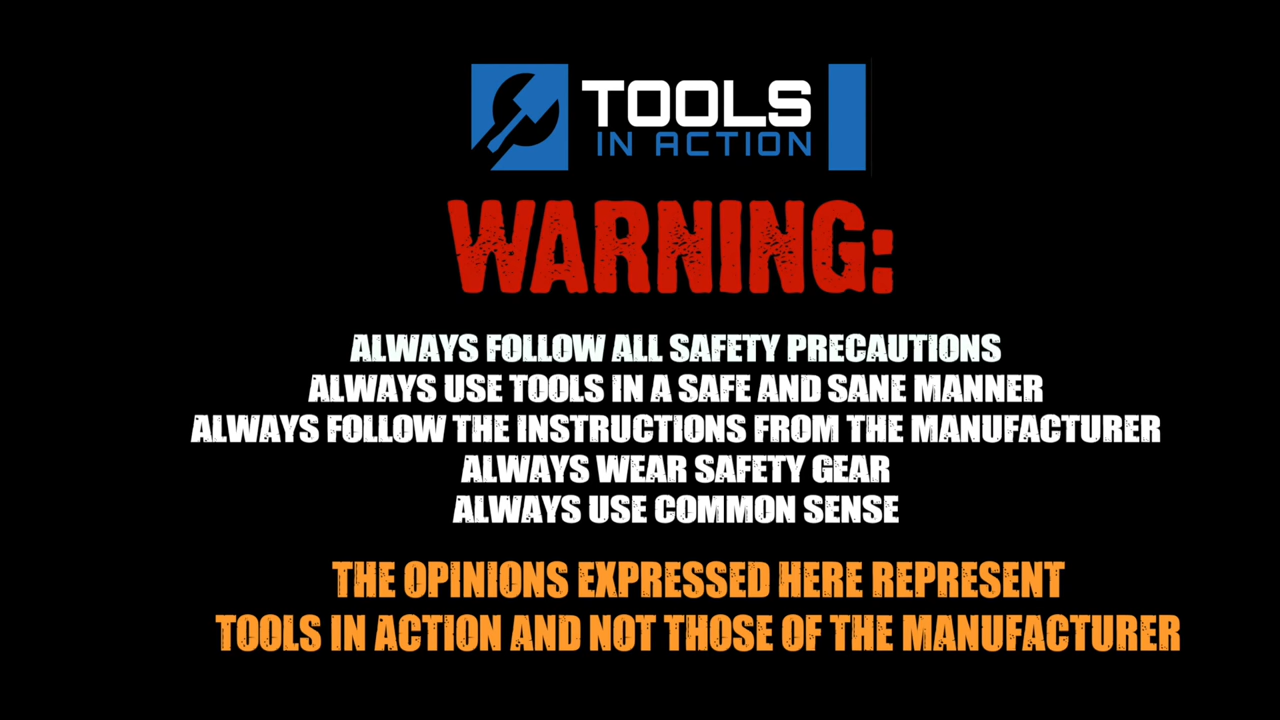 TOOLS
IN ACTION
WARNING:
ALWAYS FOLLOW ALL SAFETY PRECAUTIONS
ALWAYS USE TOOLS IN A SAFE AND SANE MANNER
ALWAYS FOLLOW THE INSTRUCTIONS FROM THE MANUFACTURER
ALWAYS WEAR SAFETY GEAR
ALWAYS USE COMMON SENSE
THE OPINIONS EXPRESSED HERE REPRESENT
TOOLS IN ACTION AND NOT THOSE OF THE MANUFACTURER